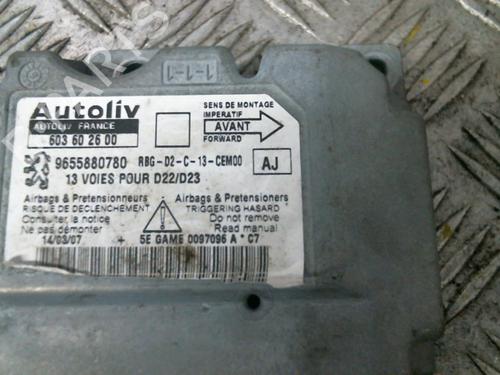 1-1-1
Autoliv
AUTOLIV FRANCE
603 60 26 00
SENS DE MONTAGE
IMPERATIF
AVANT
FORWARD
9655880780 RBG-D2-C-13-CEM00 AJ
13 VOIES POUR D22/D23
Airbags & Pretensionneurs
RISQUE DE DECLENCHEMENT
Consulter la notice
Ne pas démonter
Airbags & Pretensioners
TRIGGERING HASARD
Do not remove
Read manual
14/03/07 + 5E GAME 0097096 A * C7